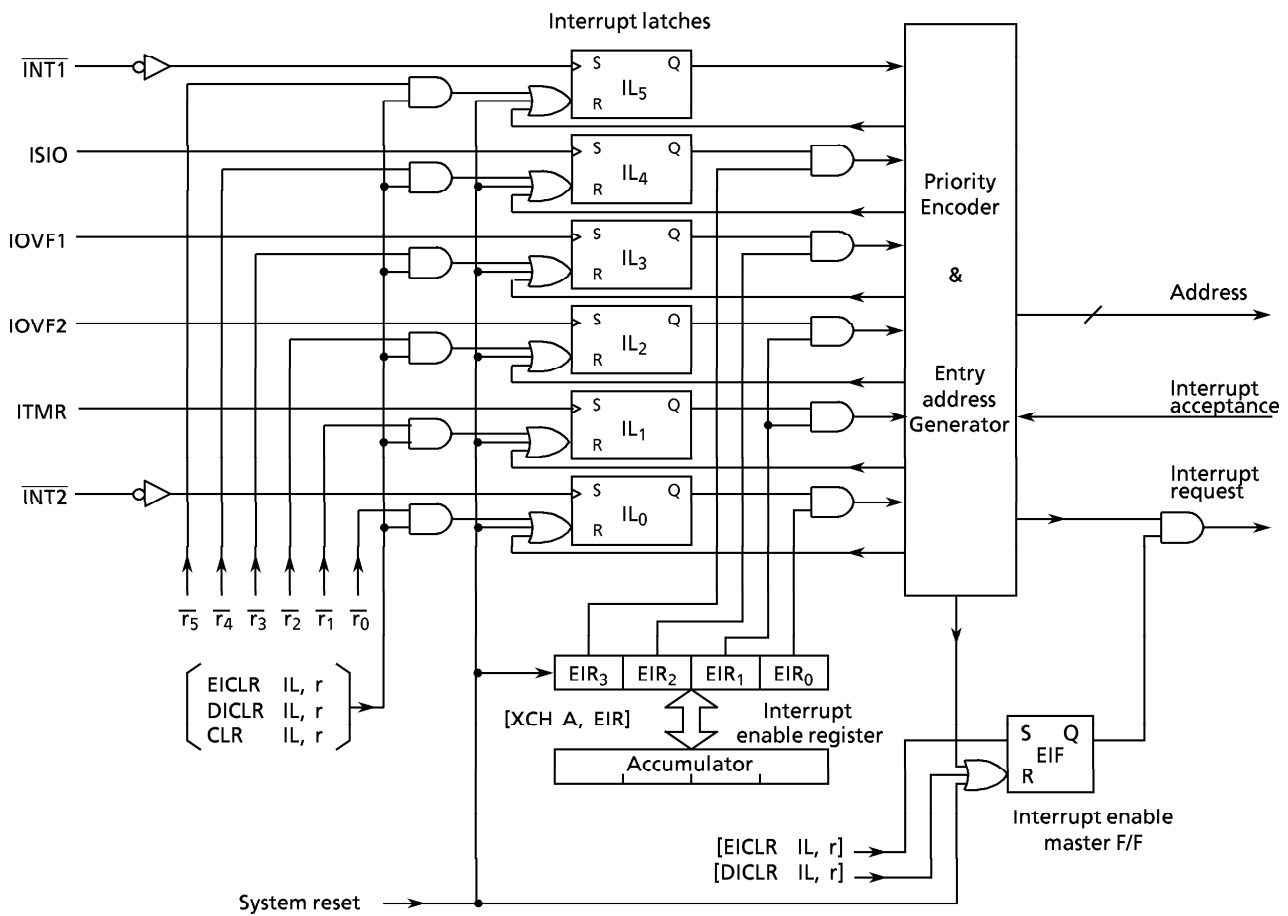 Interrupt latches
INT1
S Q
IL5
R
ISIO
S Q
IL4
R
IOVF1
S Q
IL3
R
IOVF2
S Q
IL2
R
ITMR
S Q
IL1
R
INT2
S Q
IL0
R
Priority
Encoder
&
Entry
address
Generator
Address
Interrupt
acceptance
Interrupt
request
r5 r4 r3 r2 r1 r0
EICLR IL, r
DICLR IL, r
CLR IL, r
EIR3 EIR2 EIR1 EIR0
[XCH A, EIR]
Interrupt
enable register
Accumulator
S Q
EIF
R
Interrupt enable
master F/F
[EICLR IL, r]
[DICLR IL, r]
System reset